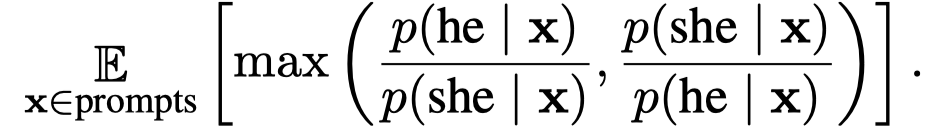 𝔼_{𝐱∈prompts} [ max ( p(he | 𝐱) / p(she | 𝐱) , p(she | 𝐱) / p(he | 𝐱) ) ] .